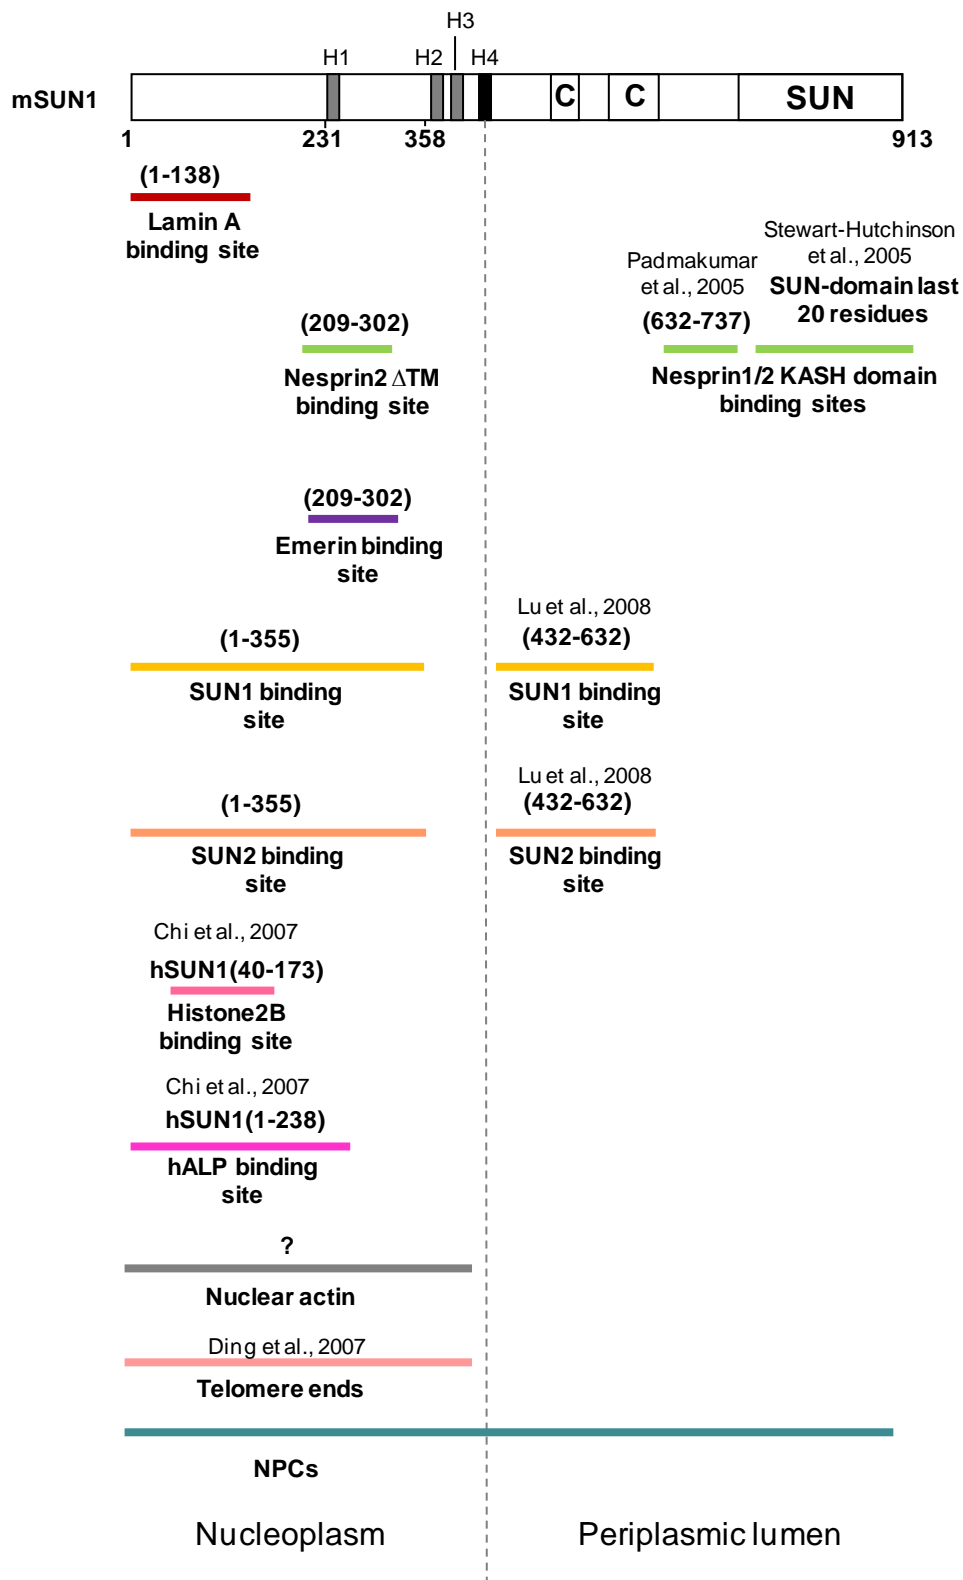 H3
H1
H2
H4
mSUN1
C
C
SUN
1
231
358
913
(1-138)
Lamin A
binding site
Stewart-Hutchinson
et al., 2005
SUN-domain last
20 residues
Padmakumar
et al., 2005
(632-737)
(209-302)
Nesprin2 ΔTM
binding site
Nesprin1/2 KASH domain
binding sites
(209-302)
Emerin binding
site
Lu et al., 2008
(1-355)
(432-632)
SUN1 binding
site
SUN1 binding
site
Lu et al., 2008
(1-355)
(432-632)
SUN2 binding
site
SUN2 binding
site
Chi et al., 2007
hSUN1(40-173)
Histone2B
binding site
Chi et al., 2007
hSUN1(1-238)
hALP binding
site
?
Nuclear actin
Ding et al., 2007
Telomere ends
NPCs
Nucleoplasm
Periplasmic lumen